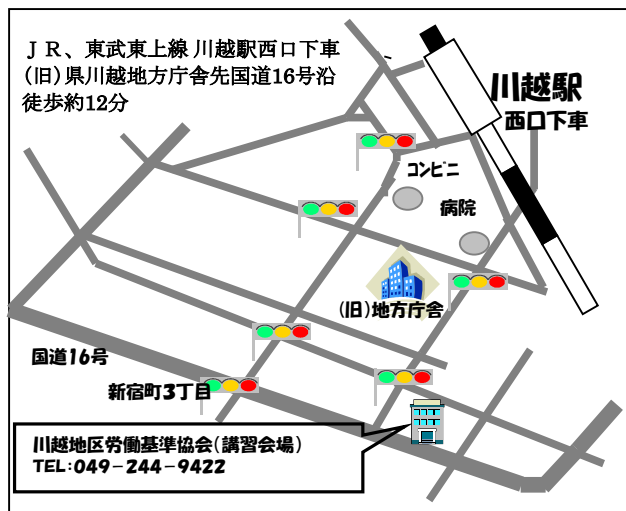 ＪＲ、東武東上線 川越駅西口下車
(旧)県川越地方庁舎先国道16号沿
徒歩約12分
川越駅
西口下車
コンビニ
病院
(旧)地方庁舎
国道16号
新宿町3丁目
川越地区労働基準協会(講習会場)
TEL:049－244－9422